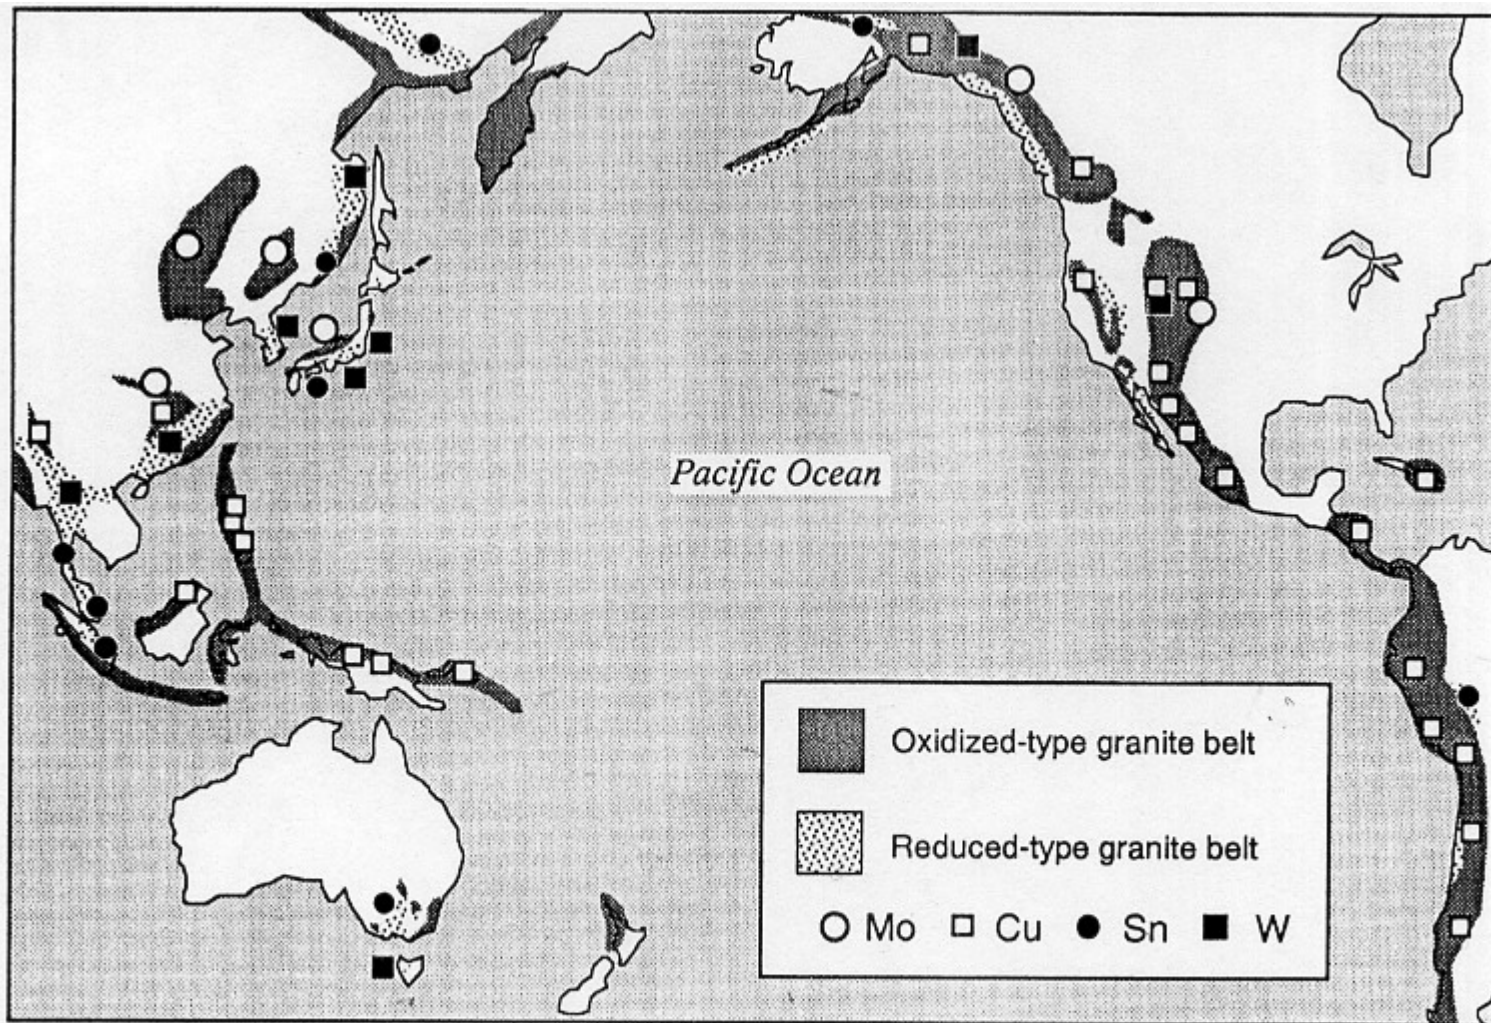 Pacific Ocean
Oxidized-type granite belt
Reduced-type granite belt
Mo Cu Sn W